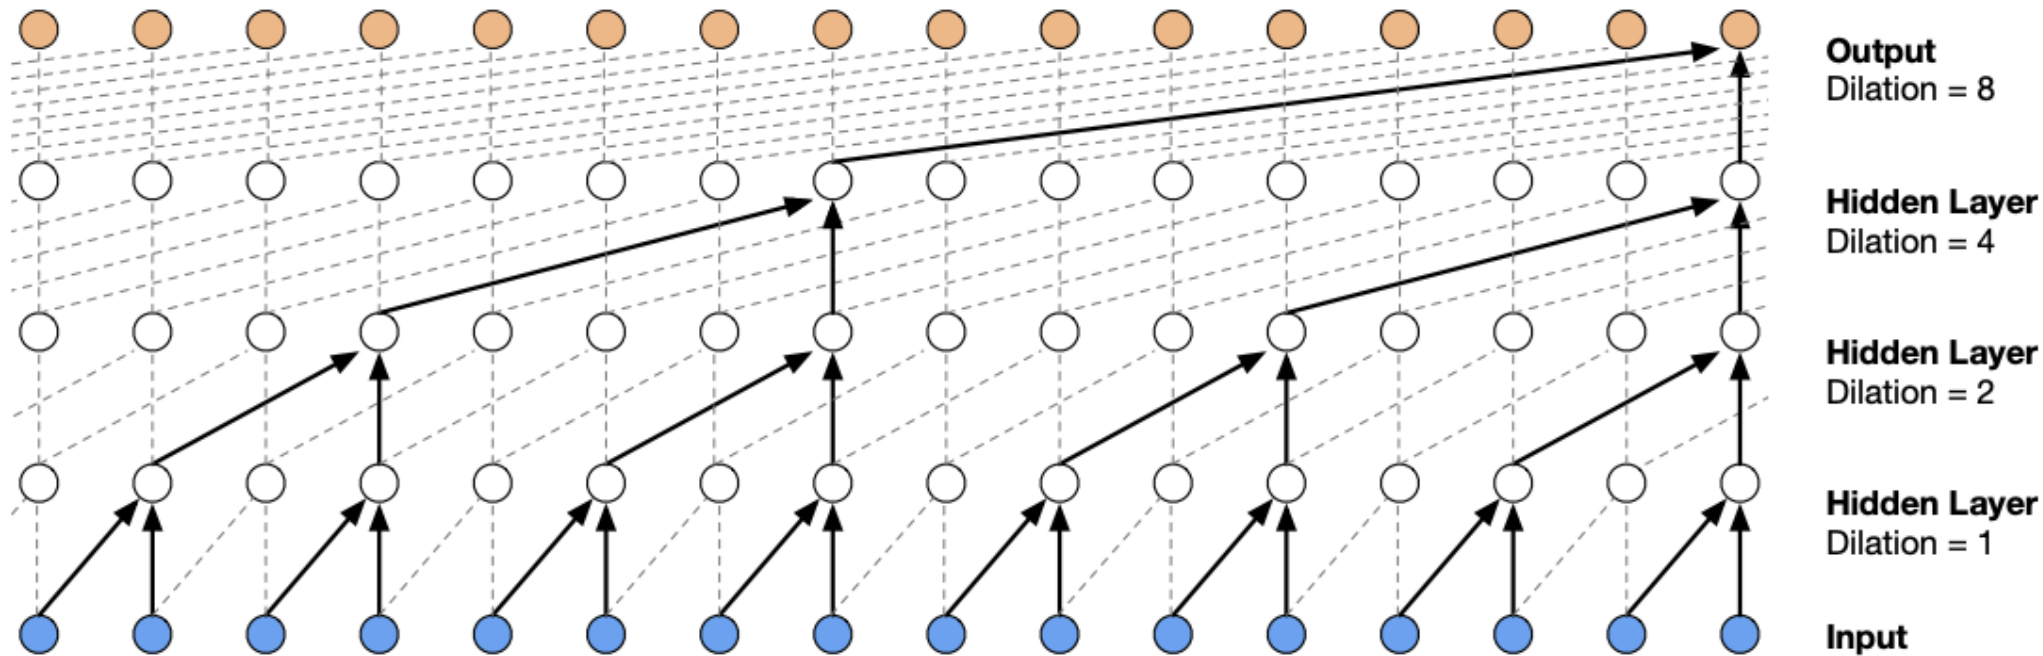 Output
Dilation = 8
Hidden Layer
Dilation = 4
Hidden Layer
Dilation = 2
Hidden Layer
Dilation = 1
Input